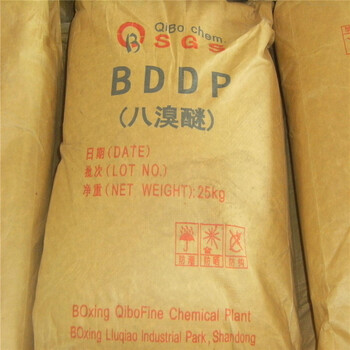 QiBo chem
SGS
BDDP
(八溴醚)
日期(DATE)
批次(LOT NO.)
净重(NET WEIGHT):25kg
BOxing QiboFine Chemical Plant
BOxing Liuqiao Industrial Park, Shandong